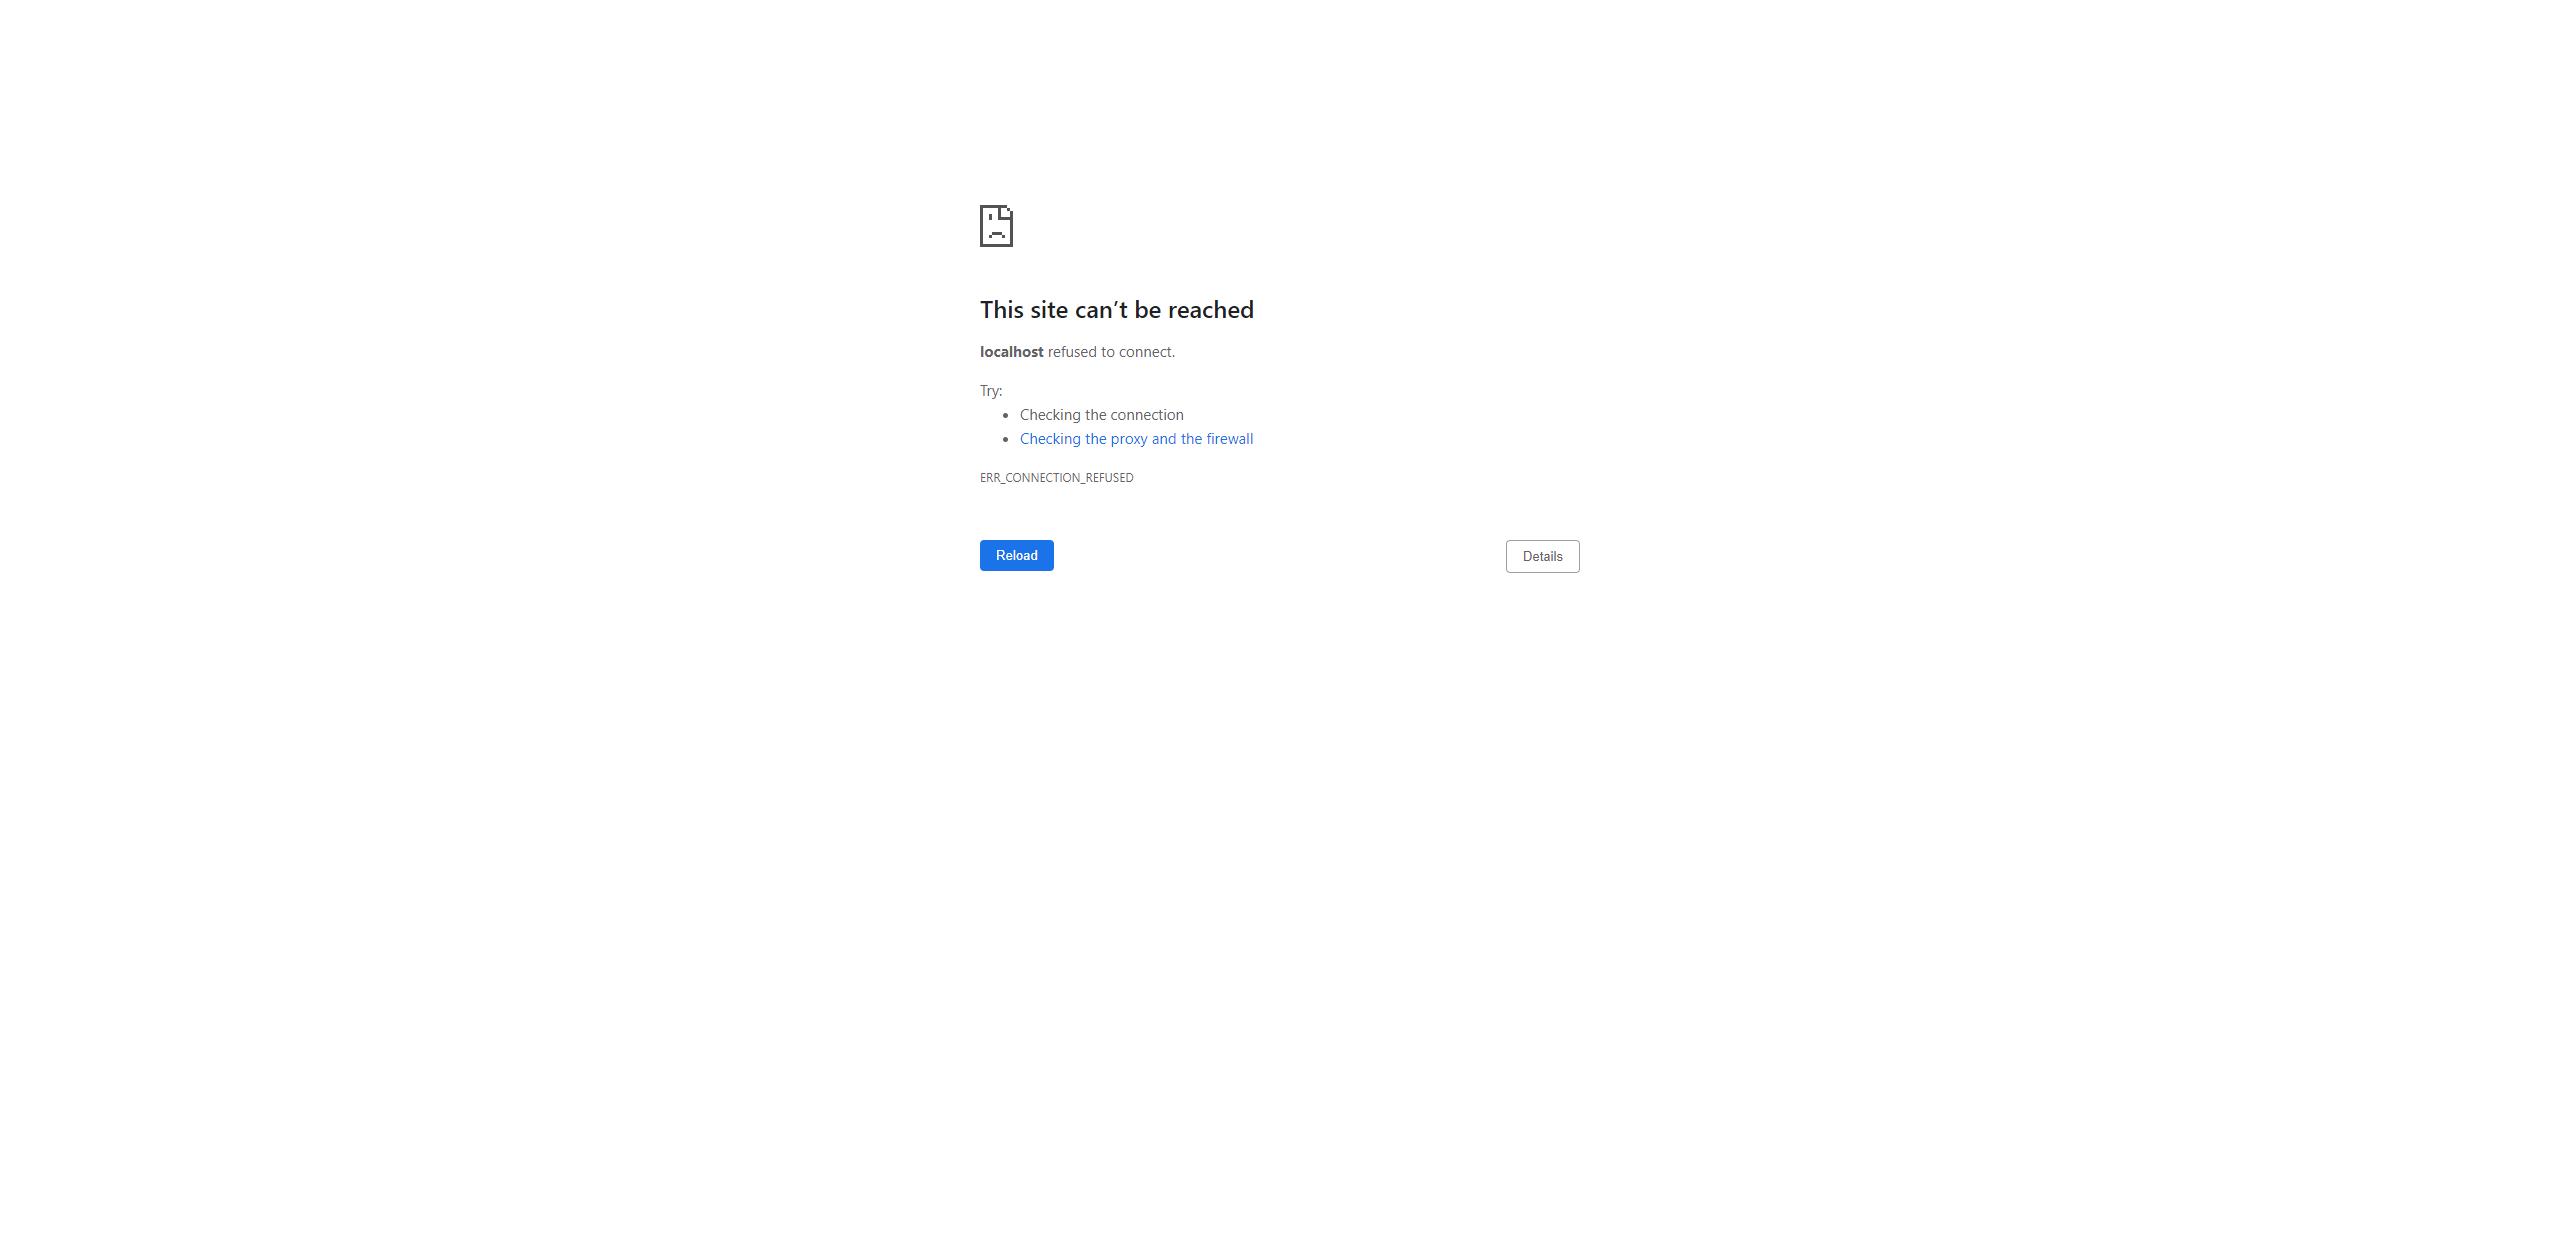 This site can’t be reached
localhost refused to connect.
Try:
Checking the connection
Checking the proxy and the firewall
ERR_CONNECTION_REFUSED
Reload
Details